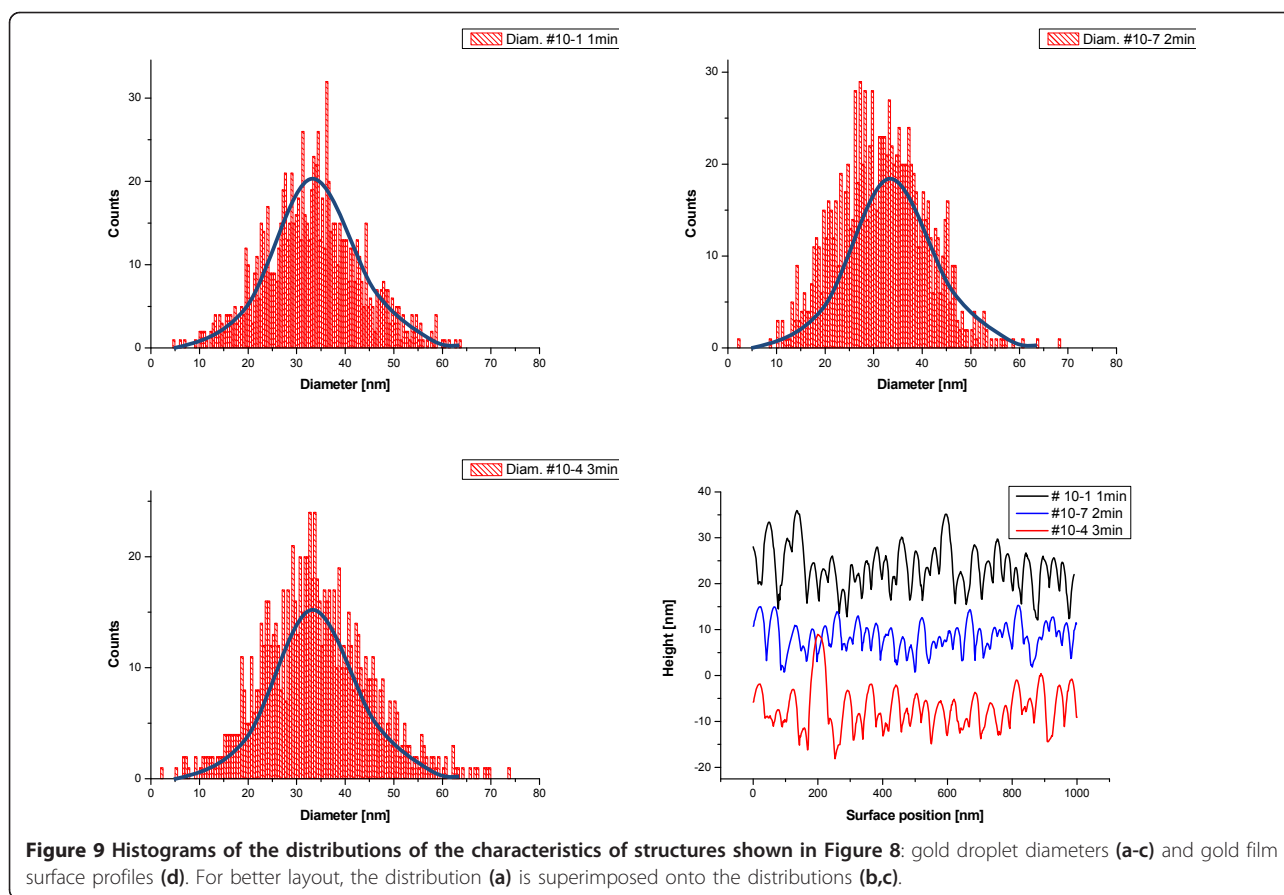 Diam. #10-1 1min
30
20
10
0
Counts
0 10 20 30 40 50 60 70 80
Diameter [nm]
Diam. #10-7 2min
30
20
10
0
Counts
0 10 20 30 40 50 60 70 80
Diameter [nm]
Diam. #10-4 3min
20
10
0
Counts
0 10 20 30 40 50 60 70 80
Diameter [nm]
# 10-1 1min
#10-7 2min
#10-4 3min
40
30
20
10
0
-10
-20
Height [nm]
0 200 400 600 800 1000
Surface position [nm]
Figure 9 Histograms of the distributions of the characteristics of structures shown in Figure 8: gold droplet diameters (a-c) and gold film
surface profiles (d). For better layout, the distribution (a) is superimposed onto the distributions (b,c).